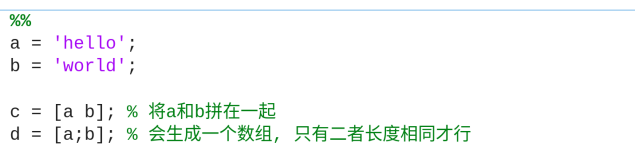 %%
a = 'hello';
b = 'world';
c = [a b]; % 将a和b拼在一起
d = [a;b]; % 会生成一个数组, 只有二者长度相同才行